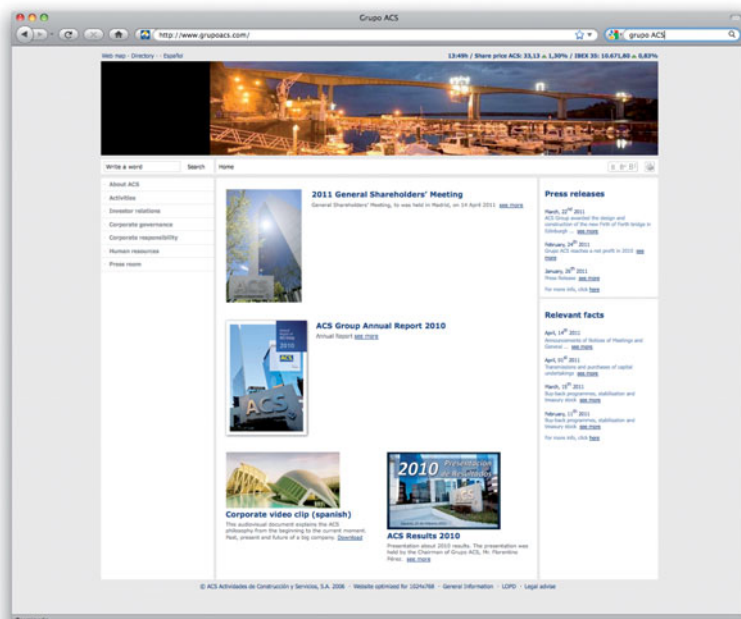 Grupo ACS
http://www.grupoacs.com/
grupo ACS
Web map - Directory - - Español
13:49h / Share price ACS: 33,13 ▲ 1,30% / IBEX 35: 10.671,80 ▲ 0,83%
Write a word
Search
Home
About ACS
Activities
Investor relations
Corporate governance
Corporate responsibility
Human resources
Press room
2011 General Shareholders' Meeting
General Shareholders' Meeting, to was held in Madrid, on 14 April 2011 see more
ACS
ACS Group Annual Report 2010
Annual Report see more
2010
ACS
ACS
Corporate video clip (spanish)
This audiovisual document explains the ACS
philosophy from the beginning to the current moment.
Past, present and future of a big company. Download
2010 Presentación
de Resultados
ACS
ACS Results 2010
Presentation about 2010 results. The presentation was
held by the Chairman of Grupo ACS, Mr. Florentino
Pérez. see more
Press releases
March, 22nd 2011
ACS Group awarded the design and
construction of the new Firth of Forth bridge in
Edinburgh ... see more
February, 24th 2011
Grupo ACS reaches a net profit in 2010 see
more
January, 26th 2011
Press Release see more
For more info, click here
Relevant facts
April, 14th 2011
Announcements of Notices of Meetings and
General ... see more
April, 01st 2011
Transmissions and purchases of capital
undertakings see more
March, 15th 2011
Buy-back programmes, stabilisation and
treasury stock see more
February, 11th 2011
Buy-back programmes, stabilisation and
treasury stock see more
For more info, click here
© ACS Actividades de Construcción y Servicios, S.A. 2008 - Website optimized for 1024x768 - General Information - LOPD - Legal advise